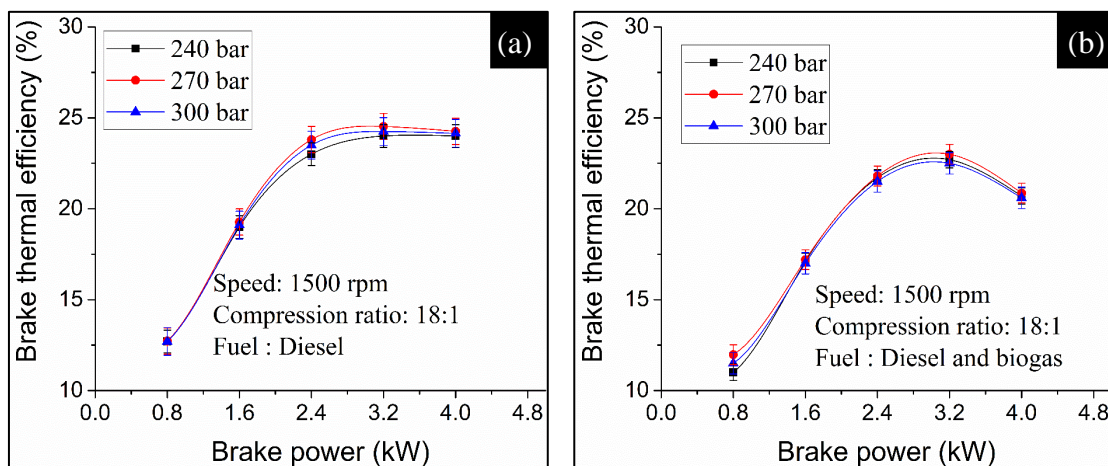 (a)
Brake thermal efficiency (%)
30
25
20
15
10
240 bar
270 bar
300 bar
Speed: 1500 rpm
Compression ratio: 18:1
Fuel : Diesel
0.0 0.8 1.6 2.4 3.2 4.0 4.8
Brake power (kW)
(b)
Brake thermal efficiency (%)
30
25
20
15
10
240 bar
270 bar
300 bar
Speed: 1500 rpm
Compression ratio: 18:1
Fuel : Diesel and biogas
0.0 0.8 1.6 2.4 3.2 4.0 4.8
Brake power (kW)